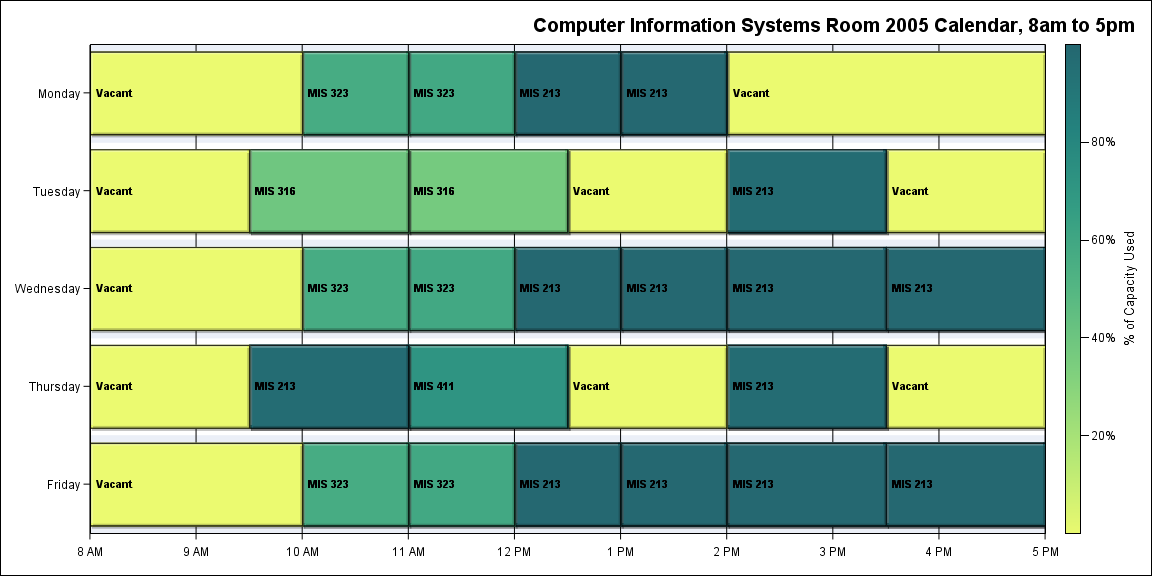 Computer Information Systems Room 2005 Calendar, 8am to 5pm
Monday
Vacant
MIS 323
MIS 323
MIS 213
MIS 213
Vacant
Tuesday
Vacant
MIS 316
MIS 316
Vacant
MIS 213
Vacant
Wednesday
Vacant
MIS 323
MIS 323
MIS 213
MIS 213
MIS 213
MIS 213
Thursday
Vacant
MIS 213
MIS 411
Vacant
MIS 213
Vacant
Friday
Vacant
MIS 323
MIS 323
MIS 213
MIS 213
MIS 213
MIS 213
8 AM
9 AM
10 AM
11 AM
12 PM
1 PM
2 PM
3 PM
4 PM
5 PM
80%
60%
40%
20%
% of Capacity Used